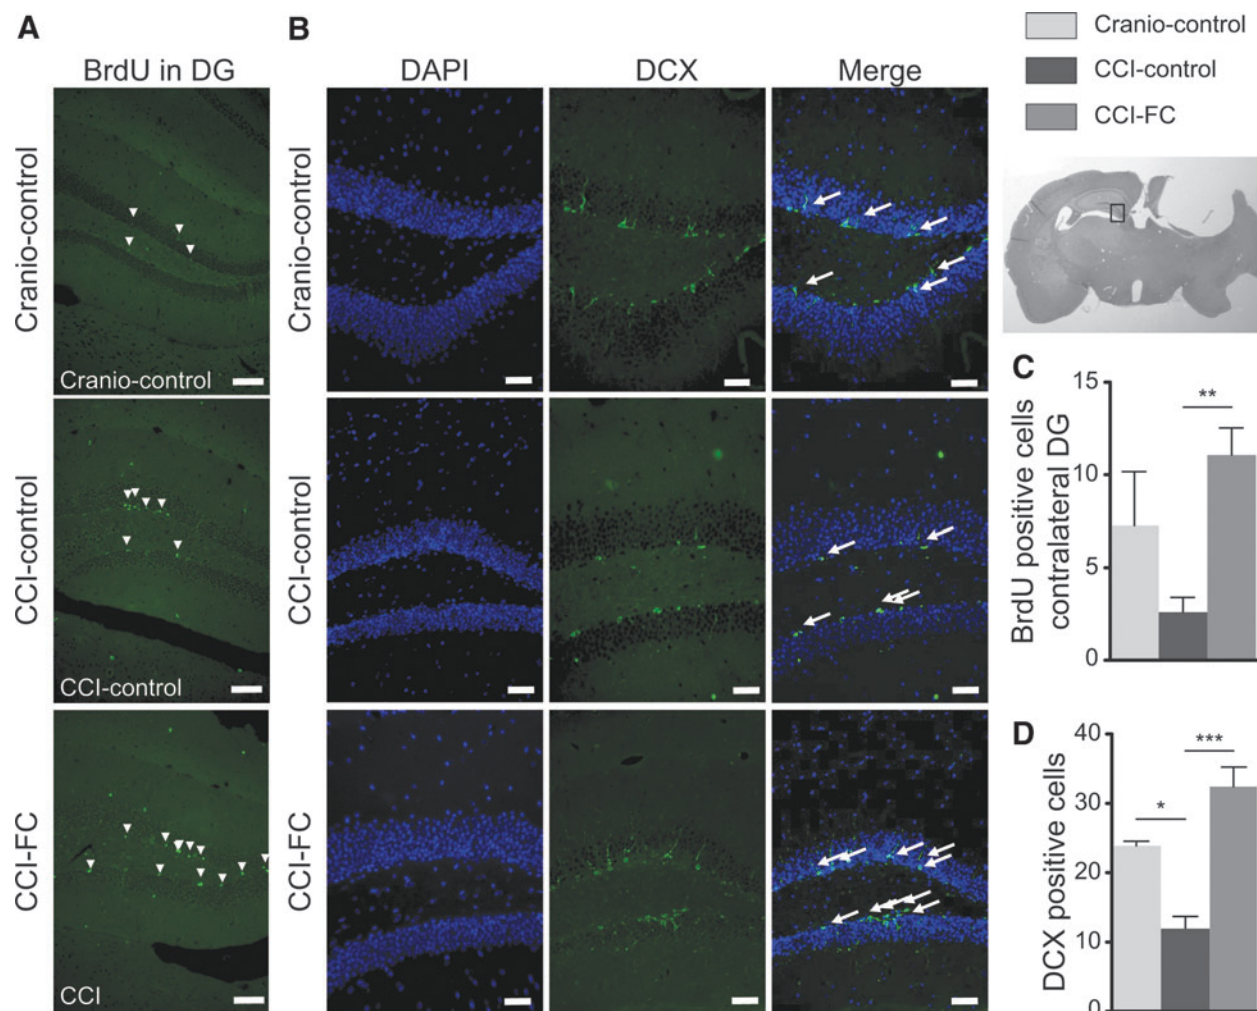 A
B
BrdU in DG
DAPI
DCX
Merge
Cranio-control
CCI-control
CCI-FC
Cranio-control
Cranio-control
Cranio-control
CCI-control
CCI-control
CCI-control
CCI-FC
CCI-FC
CCI
C
BrdU positive cells
contralateral DG
15
10
5
0
**
D
DCX positive cells
40
30
20
10
0
*
***